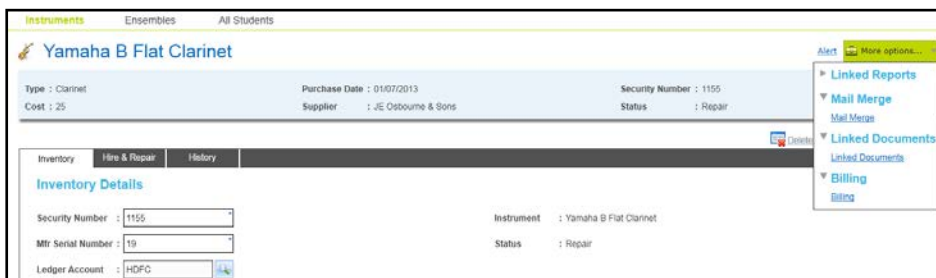 Instruments Ensembles All Students
Yamaha B Flat Clarinet
Alert More options...
Type : Clarinet Purchase Date : 01/07/2013 Security Number : 1155
Cost : 25 Supplier : JE Osbourne & Sons Status : Repair
Linked Reports
Mail Merge
Mail Merge
Delete
Linked Documents
Linked Documents
Billing
Billing
Inventory Hire & Repair History
Inventory Details
Security Number : 1155 Instrument : Yamaha B Flat Clarinet
Mfr Serial Number : 19 Status : Repair
Ledger Account : HDFC